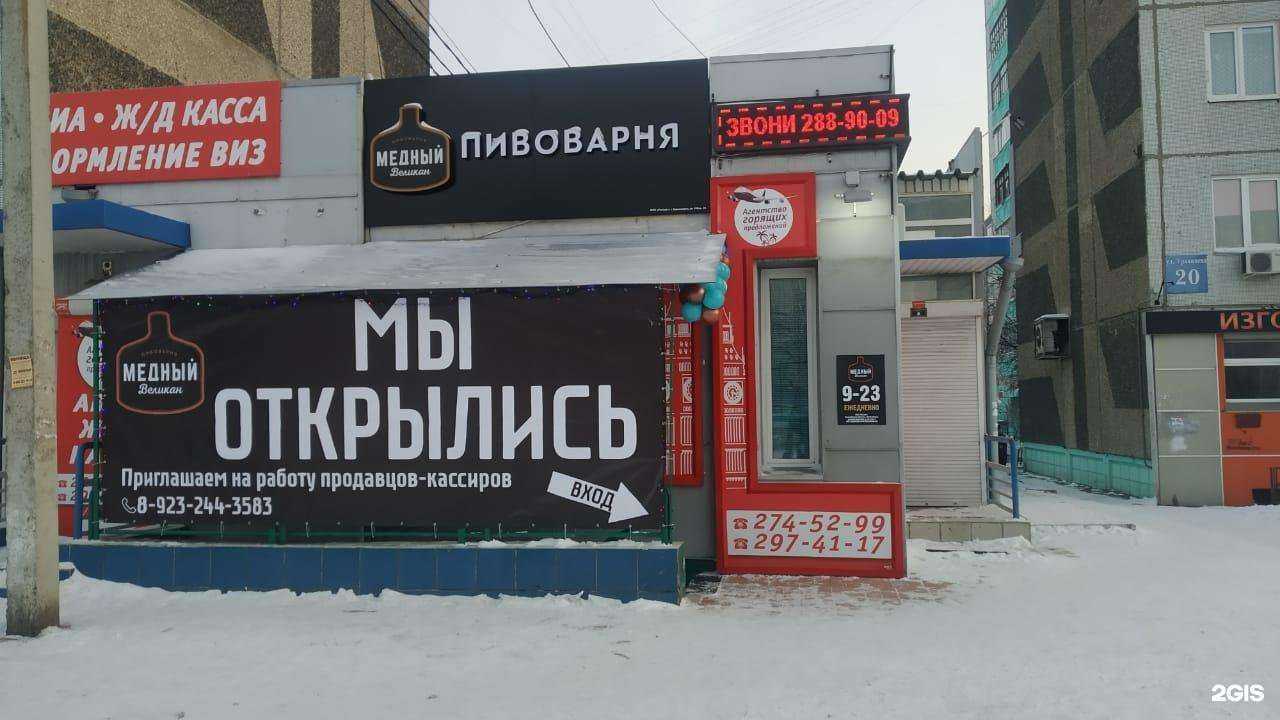 ИА • Ж/Д КАССА
ОРМЛЕНИЕ ВИЗ
МЕДНЫЙ
Великан
ПИВОВАРНЯ
ЗВОНИ 288-90-09
Агентство
горящих
предложений
МЫ
ОТКРЫЛИСЬ
МЕДНЫЙ
Великан
Приглашаем на работу продавцов-кассиров
8-923-244-3583
ВХОД
МЕДНЫЙ
Великан
9-23
ЕЖЕДНЕВНО
274-52-99
297-41-17
20
ИЗГО
2GIS